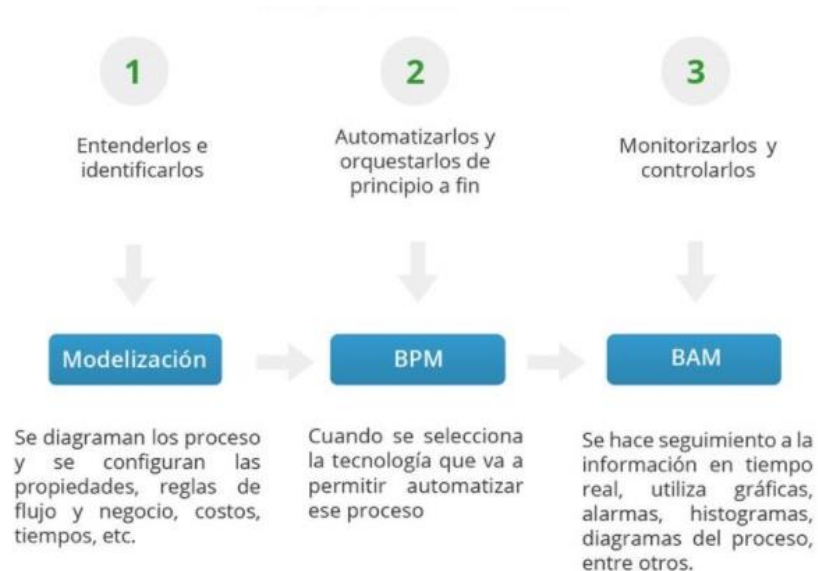 1
Entenderlos e
identificarlos
Modelización
Se diagraman los proceso
y se configuran las
propiedades, reglas de
flujo y negocio, costos,
tiempos, etc.
2
Automatizarlos y
orquestarlos de
principio a fin
BPM
Cuando se selecciona
la tecnología que va a
permitir automatizar
ese proceso
3
Monitorizarlos y
controlarlos
BAM
Se hace seguimiento a la
información en tiempo
real, utiliza gráficas,
alarmas, histogramas,
diagramas del proceso,
entre otros.